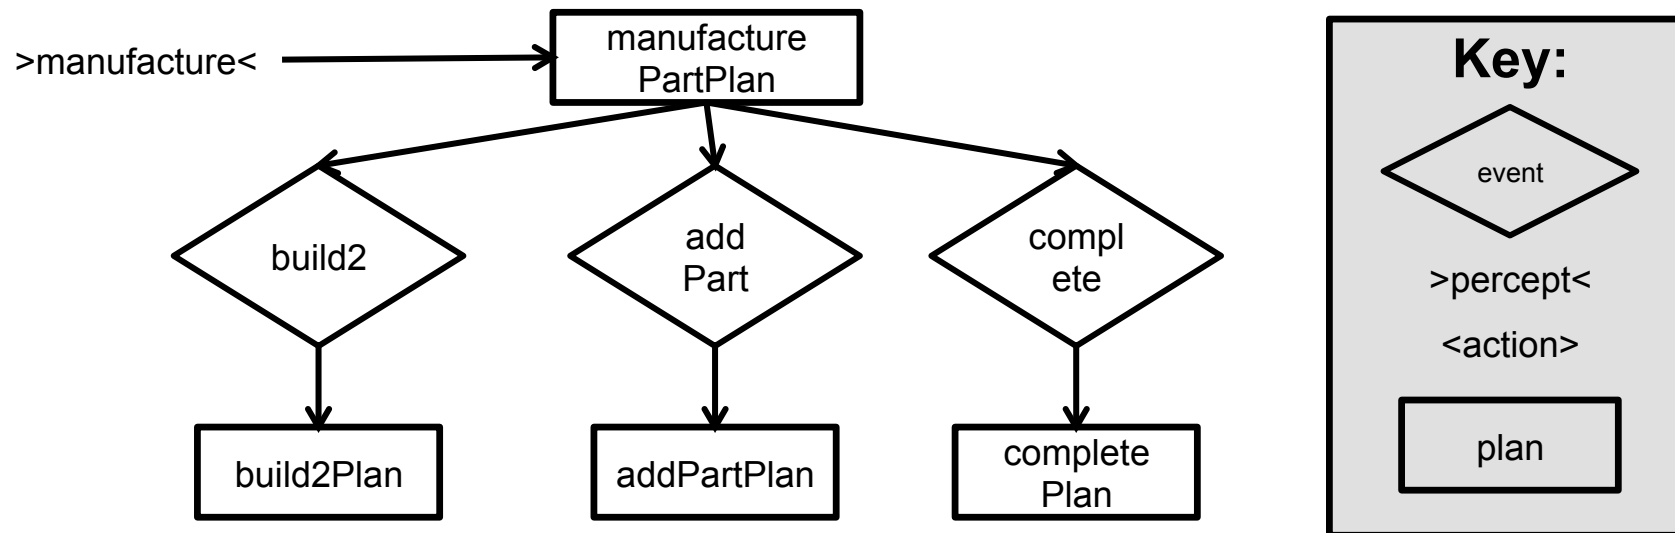 >manufacture<
manufacture
PartPlan
build2
add
Part
compl
ete
build2Plan
addPartPlan
complete
Plan
Key:
event
>percept<
<action>
plan